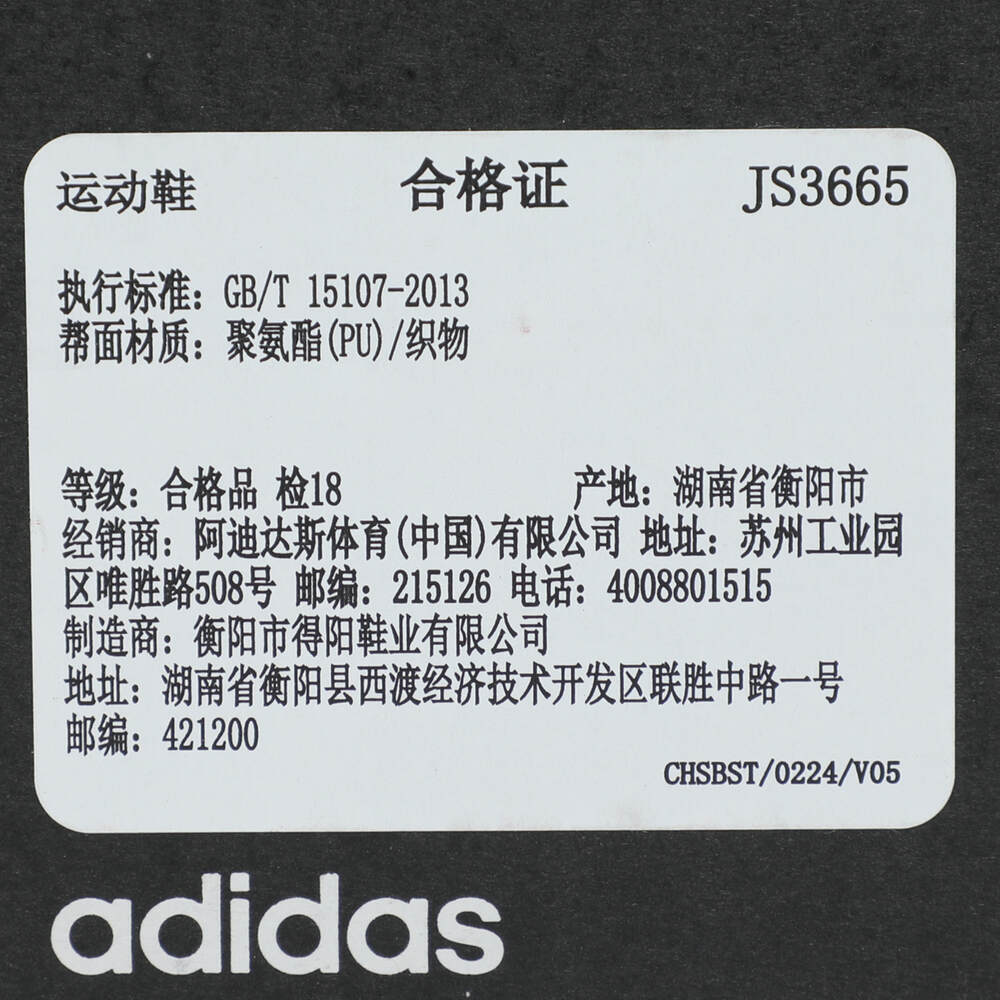 运动鞋 合格证 JS3665
执行标准：GB/T 15107-2013
帮面材质：聚氨酯(PU)/织物
等级：合格品 检18 产地：湖南省衡阳市
经销商：阿迪达斯体育(中国)有限公司 地址：苏州工业园
区唯胜路508号 邮编：215126 电话：4008801515
制造商：衡阳市得阳鞋业有限公司
地址：湖南省衡阳县西渡经济技术开发区联胜中路一号
邮编：421200
CHSBST/0224/V05
adidas